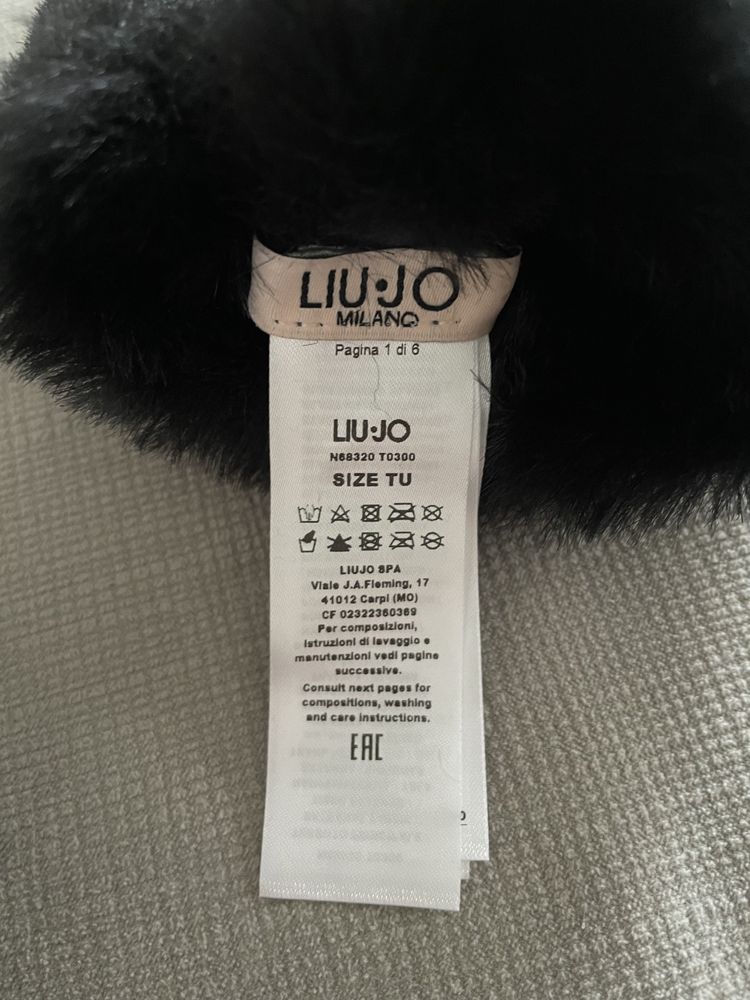 LIU·JO
MILANO
Pagina 1 di 6
LIU·JO
N68320 T0300
SIZE TU
LIUJO SPA
Viale J.A.Fleming, 17
41012 Carpi (MO)
CF 02322360369
Per composizioni,
istruzioni di lavaggio e
manutenzioni vedi pagine
successive.
Consult next pages for
compositions, washing
and care instructions.
EAC